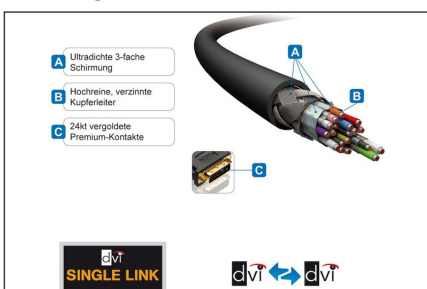 A Ultradichte 3-fache
Schirmung
B Hochreine, verzinnte
Kupferleiter
C 24kt vergoldete
Premium-Kontakte
A
B
C
dvi
SINGLE LINK
dvi dvi